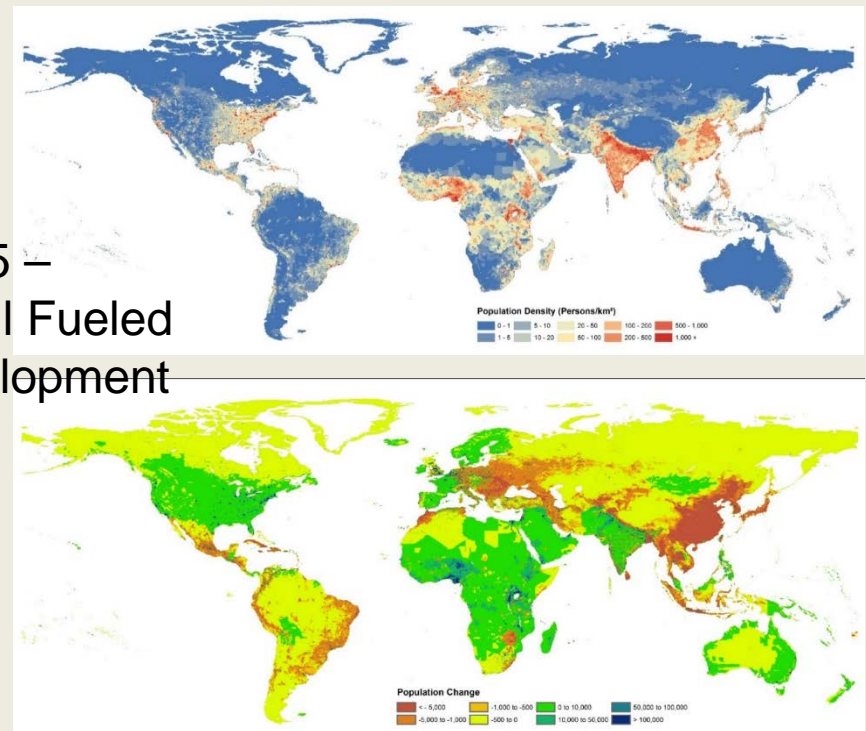 5 –
l Fueled
lopment
Population Density (Persons/km²)
0 - 1 5 - 10 20 - 50 100 - 200 500 - 1,000
1 - 5 10 - 20 50 - 100 200 - 500 1,000 +
Population Change
< - 5,000 -1,000 to -500 0 to 10,000 50,000 to 100,000
-5,000 to -1,000 -500 to 0 10,000 to 50,000 > 100,000